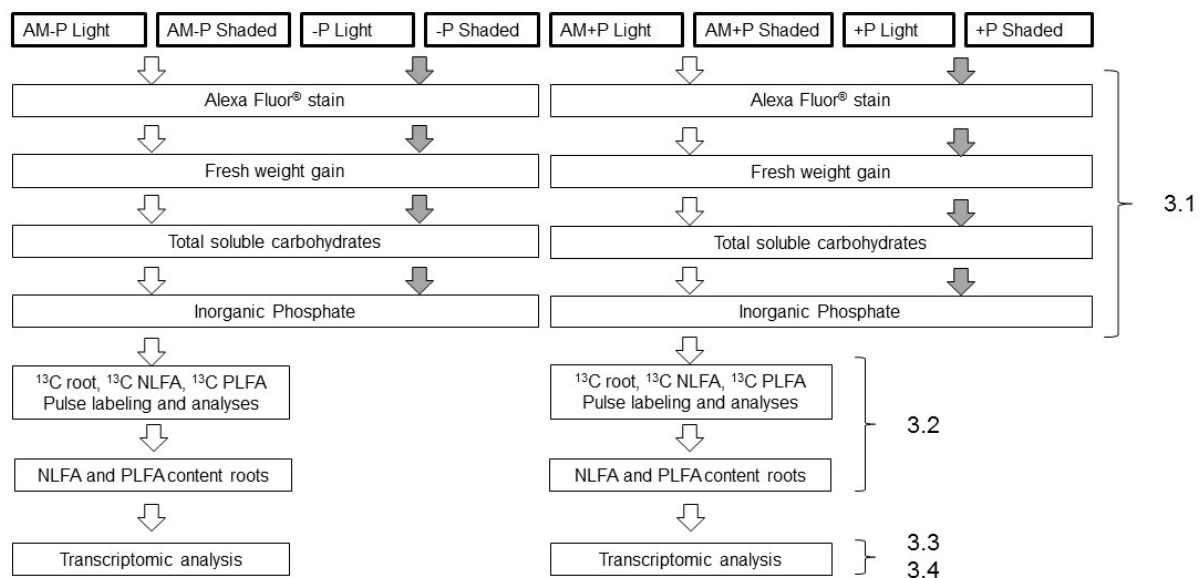 AM-P Light AM-P Shaded -P Light -P Shaded AM+P Light AM+P Shaded +P Light +P Shaded
Alexa Fluor® stain Alexa Fluor® stain
Fresh weight gain Fresh weight gain
3.1
Total soluble carbohydrates Total soluble carbohydrates
Inorganic Phosphate Inorganic Phosphate
¹³C root, ¹³C NLFA, ¹³C PLFA ¹³C root, ¹³C NLFA, ¹³C PLFA
Pulse labeling and analyses Pulse labeling and analyses
3.2
NLFA and PLFA content roots NLFA and PLFA content roots
3.3
Transcriptomic analysis Transcriptomic analysis
3.4